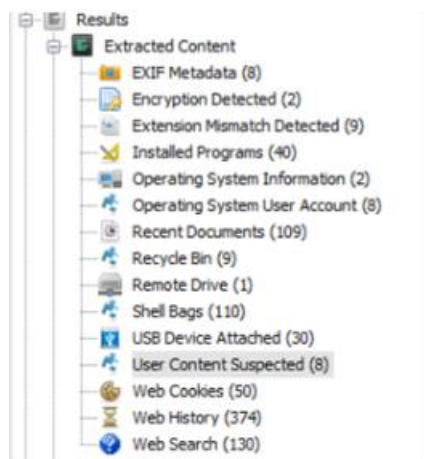 Results
Extracted Content
EXIF Metadata (8)
Encryption Detected (2)
Extension Mismatch Detected (9)
Installed Programs (40)
Operating System Information (2)
Operating System User Account (8)
Recent Documents (109)
Recycle Bin (9)
Remote Drive (1)
Shell Bags (110)
USB Device Attached (30)
User Content Suspected (8)
Web Cookies (50)
Web History (374)
Web Search (130)